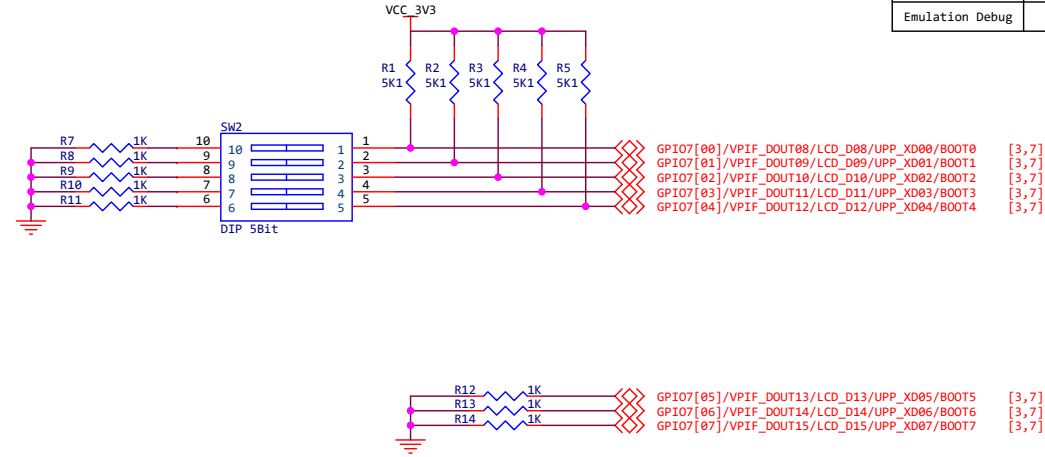 VCC_3V3
Emulation Debug
R1 R2 R3 R4 R5
5K1 5K1 5K1 5K1 5K1
SW2
R7 1K 10 10 1 1 GPIO7[00]/VPIF_DOUT08/LCD_D08/UPP_XD00/BOOT0 [3,7]
R8 1K 9 9 2 2 GPIO7[01]/VPIF_DOUT09/LCD_D09/UPP_XD01/BOOT1 [3,7]
R9 1K 8 8 3 3 GPIO7[02]/VPIF_DOUT10/LCD_D10/UPP_XD02/BOOT2 [3,7]
R10 1K 7 7 4 4 GPIO7[03]/VPIF_DOUT11/LCD_D11/UPP_XD03/BOOT3 [3,7]
R11 1K 6 6 5 5 GPIO7[04]/VPIF_DOUT12/LCD_D12/UPP_XD04/BOOT4 [3,7]
DIP 5Bit
R12 1K GPIO7[05]/VPIF_DOUT13/LCD_D13/UPP_XD05/BOOT5 [3,7]
R13 1K GPIO7[06]/VPIF_DOUT14/LCD_D14/UPP_XD06/BOOT6 [3,7]
R14 1K GPIO7[07]/VPIF_DOUT15/LCD_D15/UPP_XD07/BOOT7 [3,7]